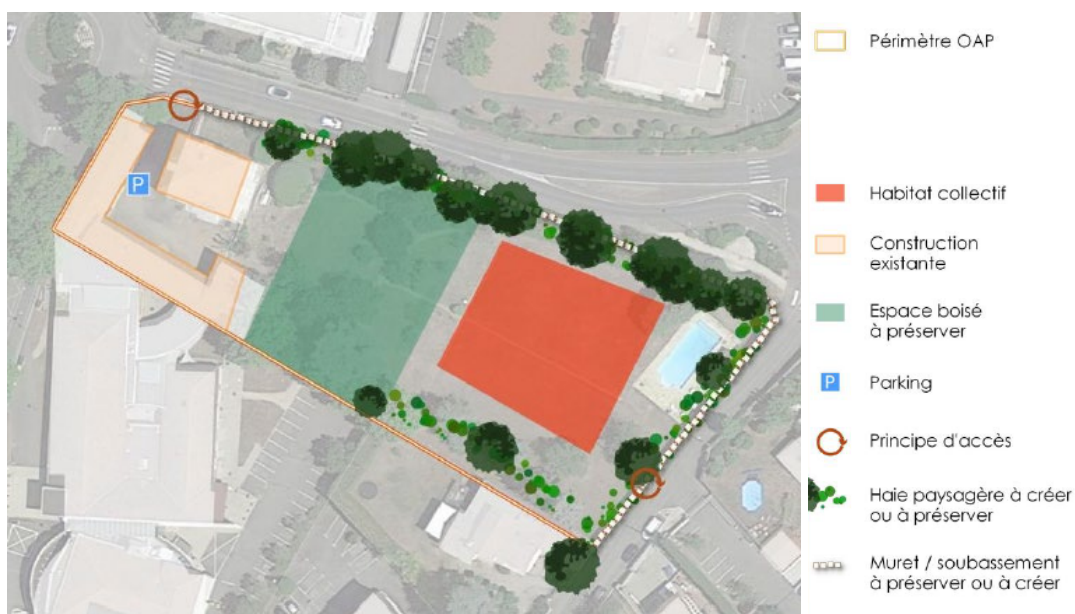 Périmètre OAP
Habitat collectif
Construction
existante
Espace boisé
à préserver
P
P
Parking
Principe d'accès
Haie paysagère à créer
ou à préserver
Muret / soubassement
à préserver ou à créer